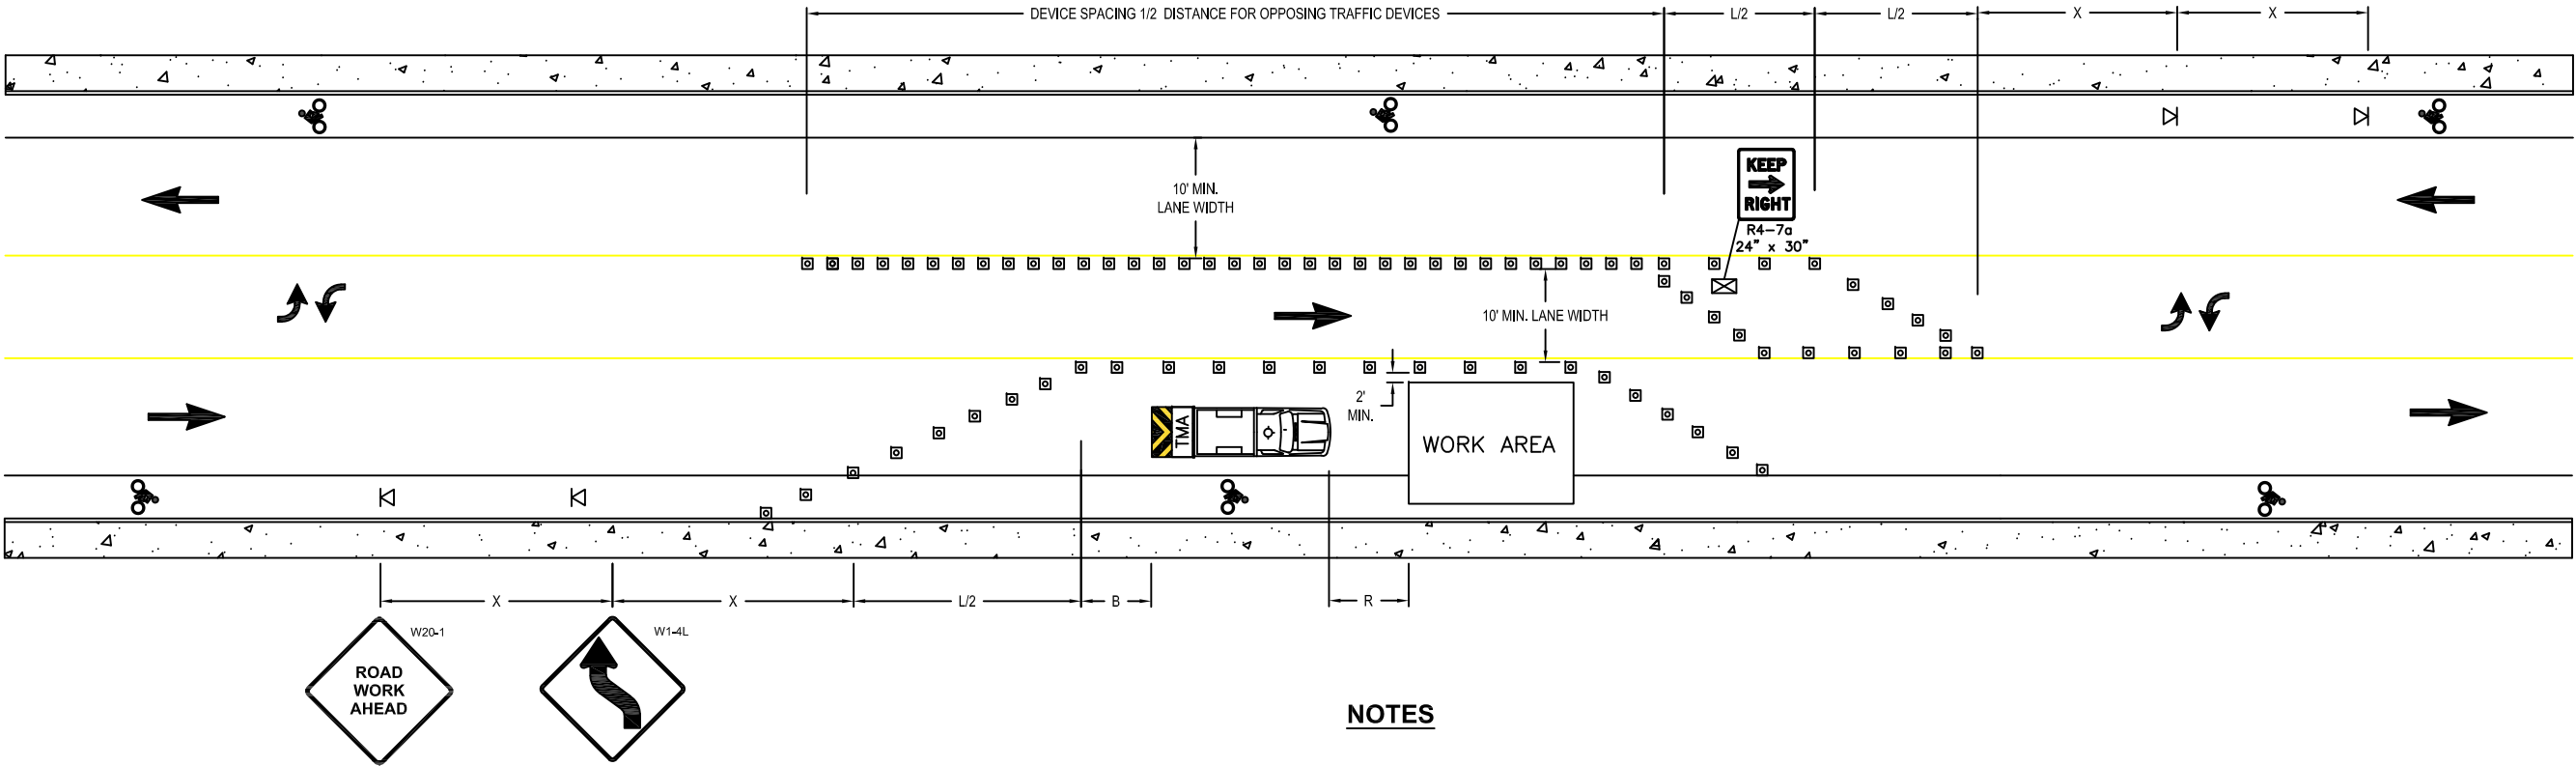 DEVICE SPACING 1/2 DISTANCE FOR OPPOSING TRAFFIC DEVICES
L/2
L/2
X
X
10' MIN.
LANE WIDTH
KEEP
RIGHT
R4-7a
24" x 30"
10' MIN. LANE WIDTH
2'
MIN.
TMA
WORK AREA
X
X
L/2
B
R
W20-1
ROAD
WORK
AHEAD
W1-4L
NOTES